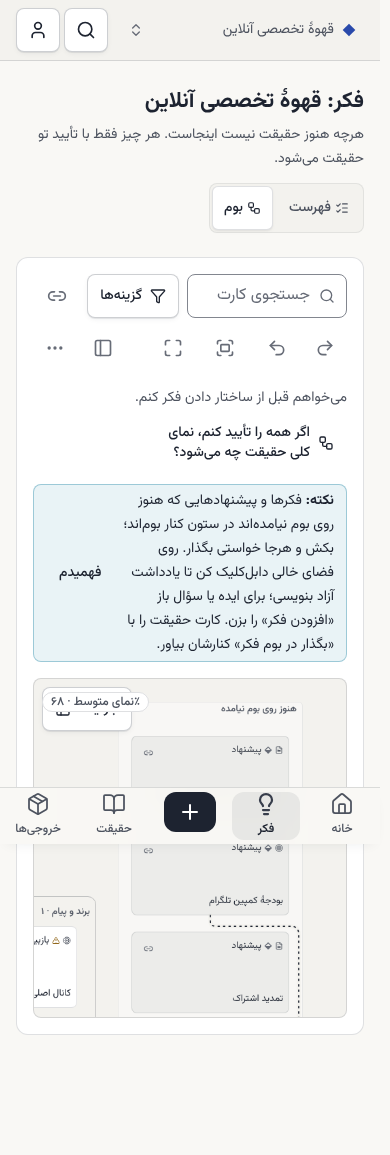 قهوهٔ تخصصی آنلاین
فکر: قهوهٔ تخصصی آنلاین
هرچه هنوز حقیقت نیست اینجاست. هر چیز فقط با تأیید تو
حقیقت می‌شود.
فهرست
بوم
جستجوی کارت
گزینه‌ها
می‌خواهم قبل از ساختار دادن فکر کنم.
اگر همه را تأیید کنم، نمای
کلی حقیقت چه می‌شود؟
نکته: فکرها و پیشنهادهایی که هنوز
روی بوم نیامده‌اند در ستون کنار بوم‌اند؛
بکش و هرجا خواستی بگذار. روی
فضای خالی دابل‌کلیک کن تا یادداشت
آزاد بنویسی؛ برای ایده یا سؤال باز
«افزودن فکر» را بزن. کارت حقیقت را با
«بگذار در بوم فکر» کنارشان بیاور.
فهمیدم
نمای متوسط · ۶۸٪
هنوز روی بوم نیامده
پیشنهاد
خانه
فکر
حقیقت
خروجی‌ها
پیشنهاد
بودجهٔ کمپین تلگرام
برند و پیام · ۱
پیشنهاد
کانال اصلی
تمدید اشتراک